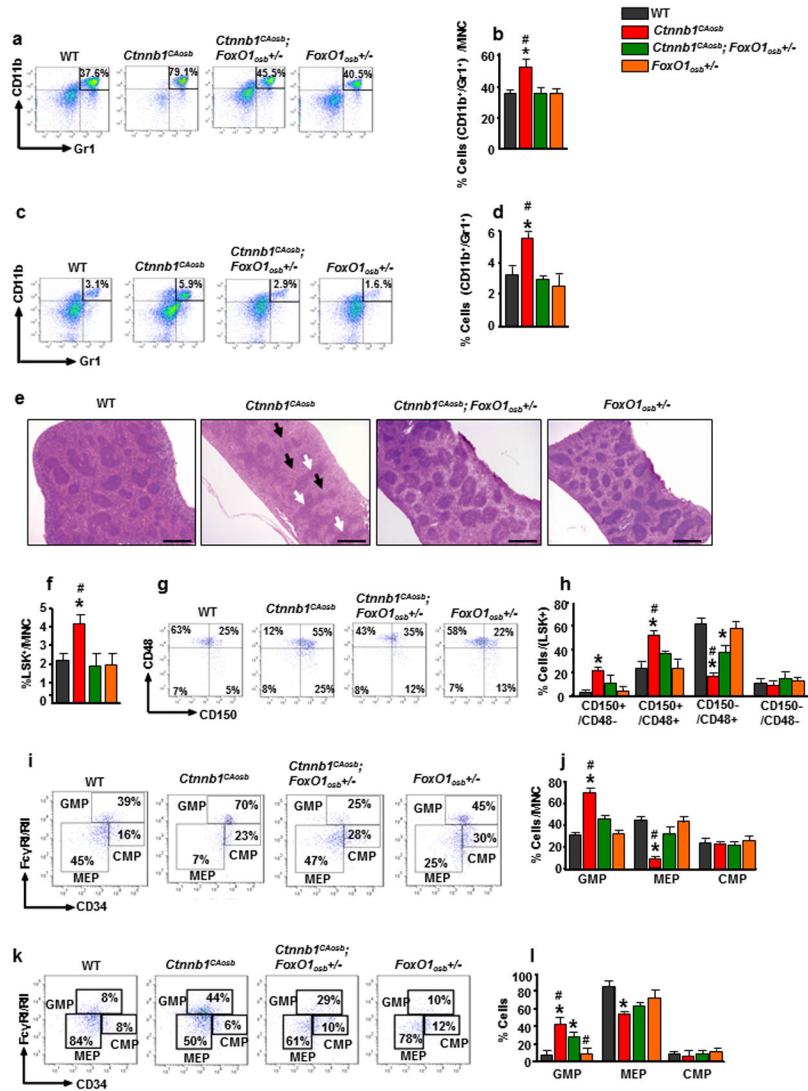 WT
Ctnnb1CAosb
Ctnnb1CAosb; FoxO1osb+/-
FoxO1osb+/-
a
WT
Ctnnb1CAosb
Ctnnb1CAosb;
FoxO1osb+/-
FoxO1osb+/-
37.6%
79.1%
45.5%
40.5%
CD11b
Gr1
b
% Cells (CD11b+/Gr1+) /MNC
60
40
20
0
#
*
c
WT
Ctnnb1CAosb
Ctnnb1CAosb;
FoxO1osb+/-
FoxO1osb+/-
3.1%
5.9%
2.9%
1.6.%
CD11b
Gr1
d
% Cells (CD11b+/Gr1+)
6
4
2
0
#
*
e
WT
Ctnnb1CAosb
Ctnnb1CAosb; FoxO1osb+/-
FoxO1osb+/-
f
%LSK+/MNC
5
4
3
2
1
0
#
*
g
WT
Ctnnb1CAosb
Ctnnb1CAosb;
FoxO1osb+/-
FoxO1osb+/-
63% 25%
7% 5%
12% 55%
8% 25%
43% 35%
8% 12%
58% 22%
7% 13%
CD48
CD150
h
% Cells /(LSK+)
80
60
40
20
0
*
#
*
#
*
*
CD150+
/CD48-
CD150+
/CD48+
CD150-
/CD48+
CD150-
/CD48-
i
WT
Ctnnb1CAosb
Ctnnb1CAosb;
FoxO1osb+/-
FoxO1osb+/-
GMP 39%
16%
45% CMP
MEP
GMP 70%
23%
7% CMP
MEP
GMP 25%
28%
47% CMP
MEP
GMP 45%
30%
25% CMP
MEP
FcγRI/RII
CD34
j
% Cells /MNC
80
60
40
20
0
#
*
#
*
GMP MEP CMP
k
WT
Ctnnb1CAosb
Ctnnb1CAosb;
FoxO1osb+/-
FoxO1osb+/-
GMP 8%
8%
84% CMP
MEP
GMP 44%
6%
50% CMP
MEP
GMP 29%
10%
61% CMP
MEP
GMP 10%
12%
78% CMP
MEP
FcγRI/RII
CD34
l
% Cells
100
80
60
40
20
0
#
*
*
#
*
GMP MEP CMP